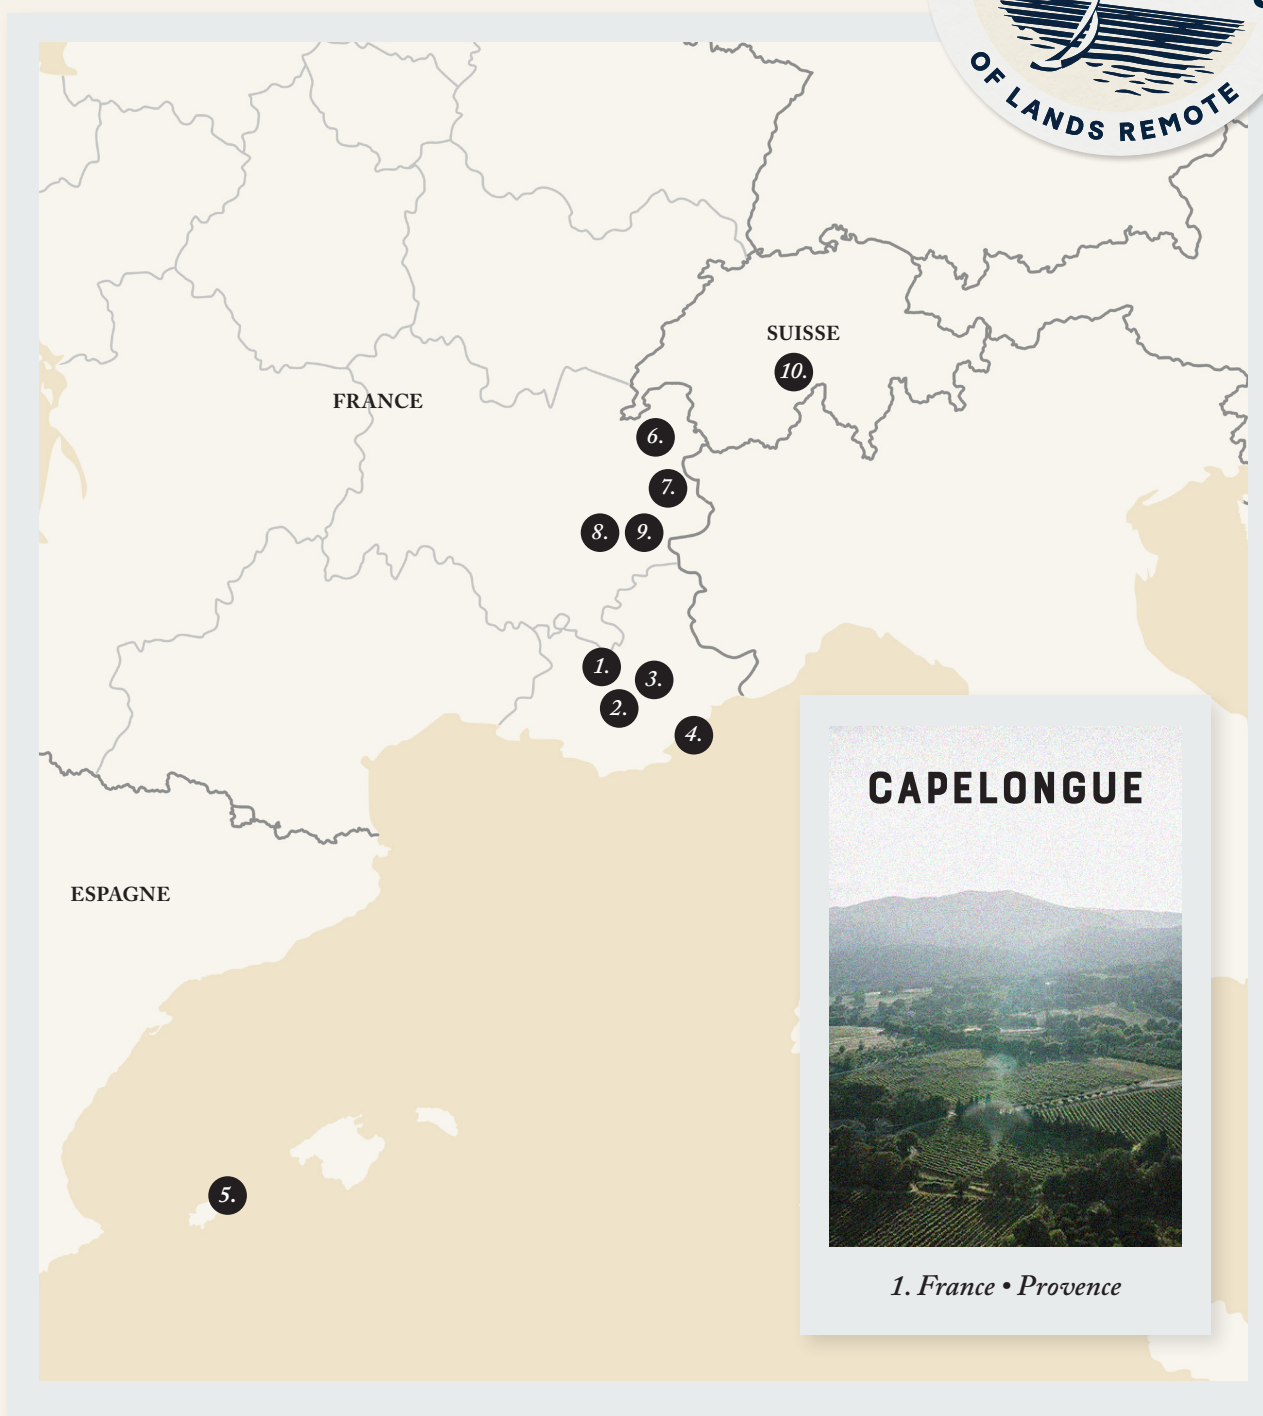 OF LANDS REMOTE
SUISSE
10.
FRANCE
6.
7.
8.
9.
1.
3.
2.
4.
CAPELONGUE
ESPAGNE
5.
1. France • Provence